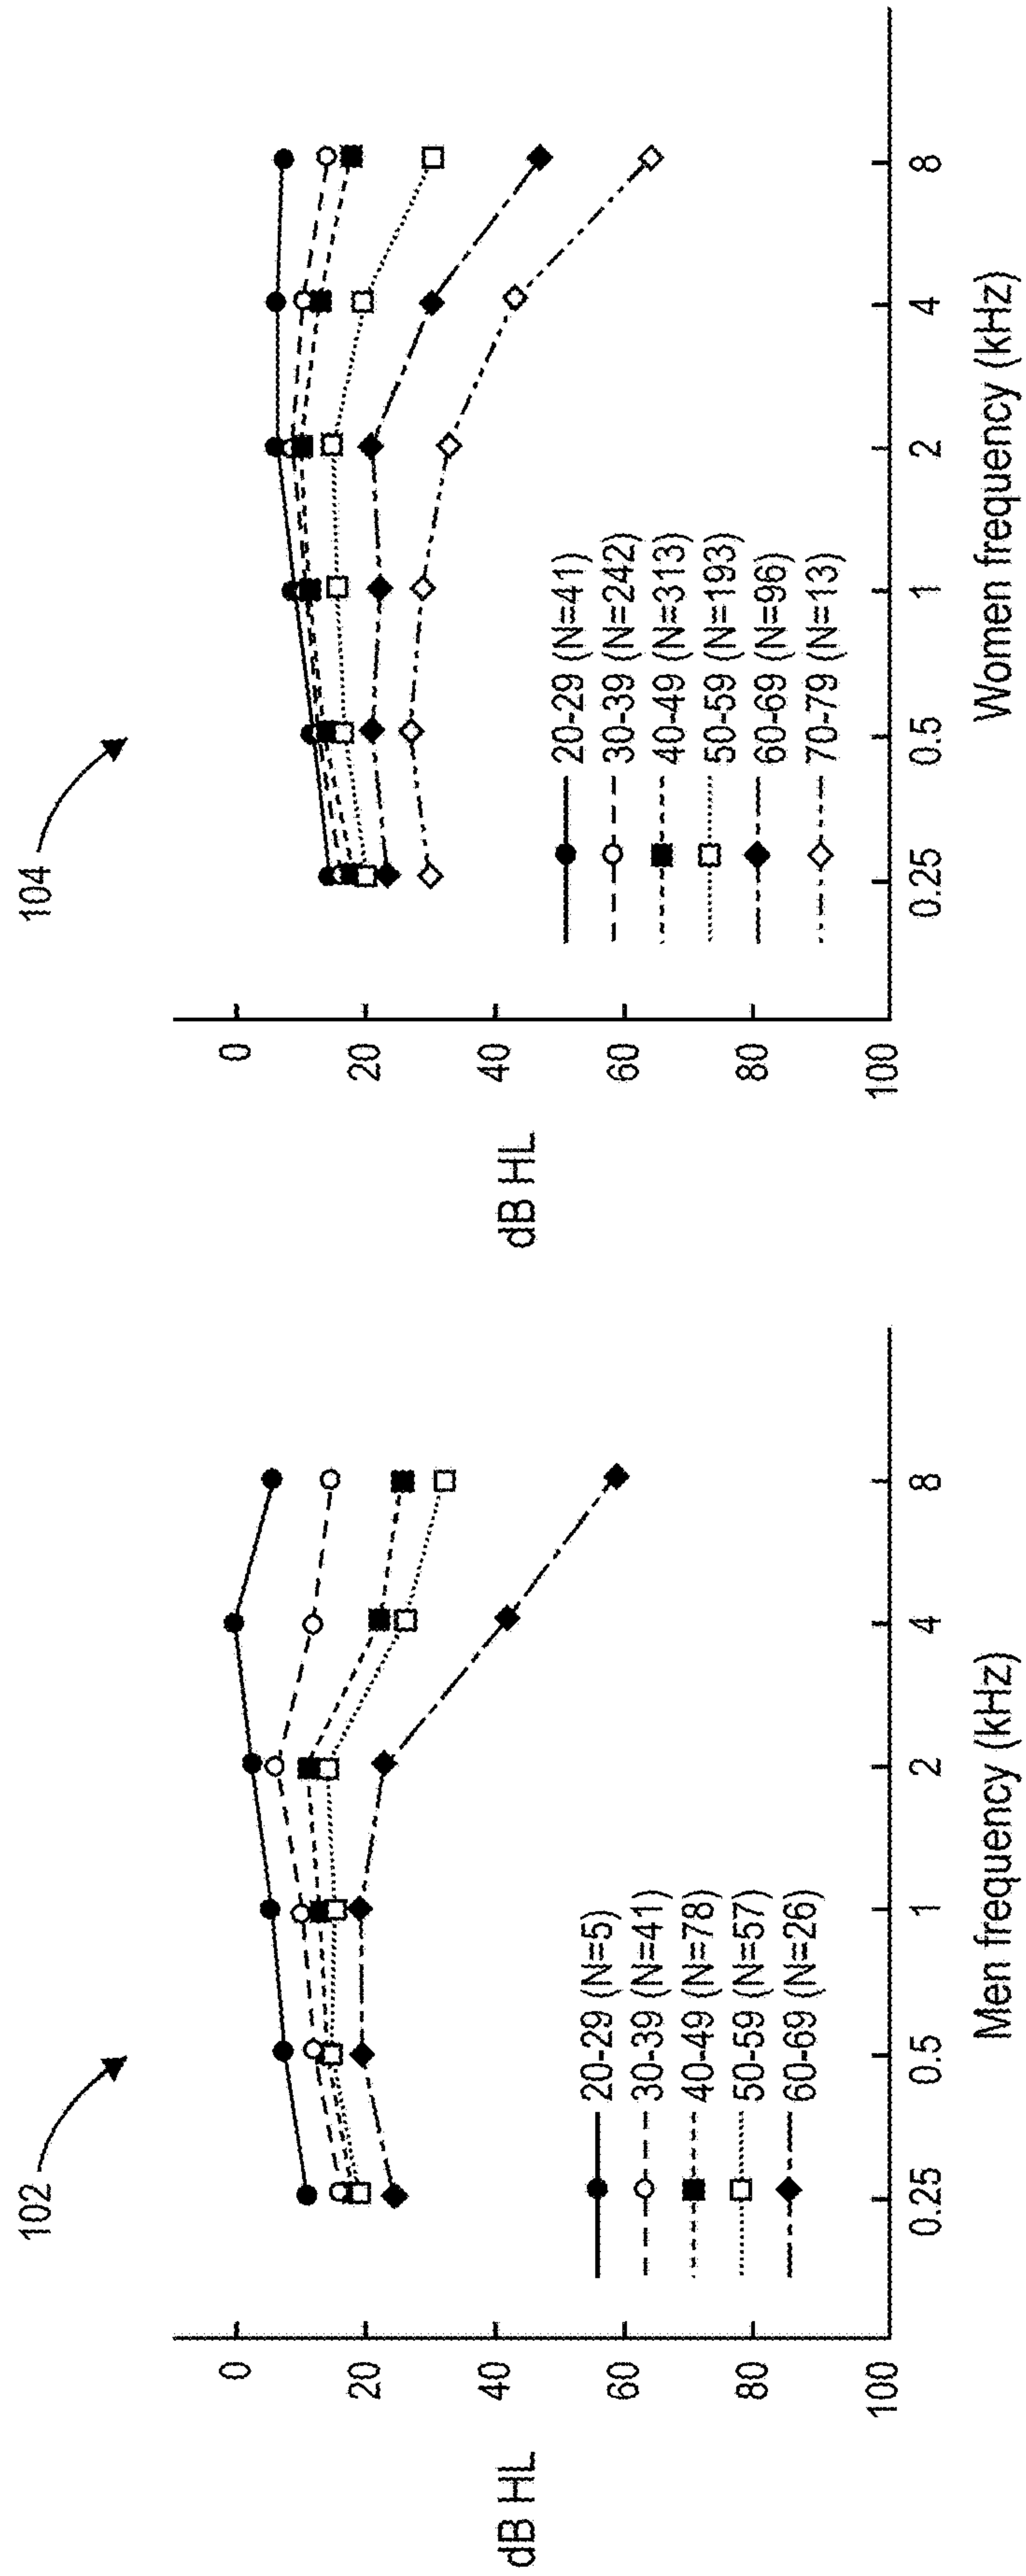 102
dB HL
0
20
40
60
80
100
20-29 (N=5)
30-39 (N=41)
40-49 (N=78)
50-59 (N=57)
60-69 (N=26)
0.25 0.5 1 2 4 8
Men frequency (kHz)
104
dB HL
0
20
40
60
80
100
20-29 (N=41)
30-39 (N=242)
40-49 (N=313)
50-59 (N=193)
60-69 (N=96)
70-79 (N=13)
0.25 0.5 1 2 4 8
Women frequency (kHz)